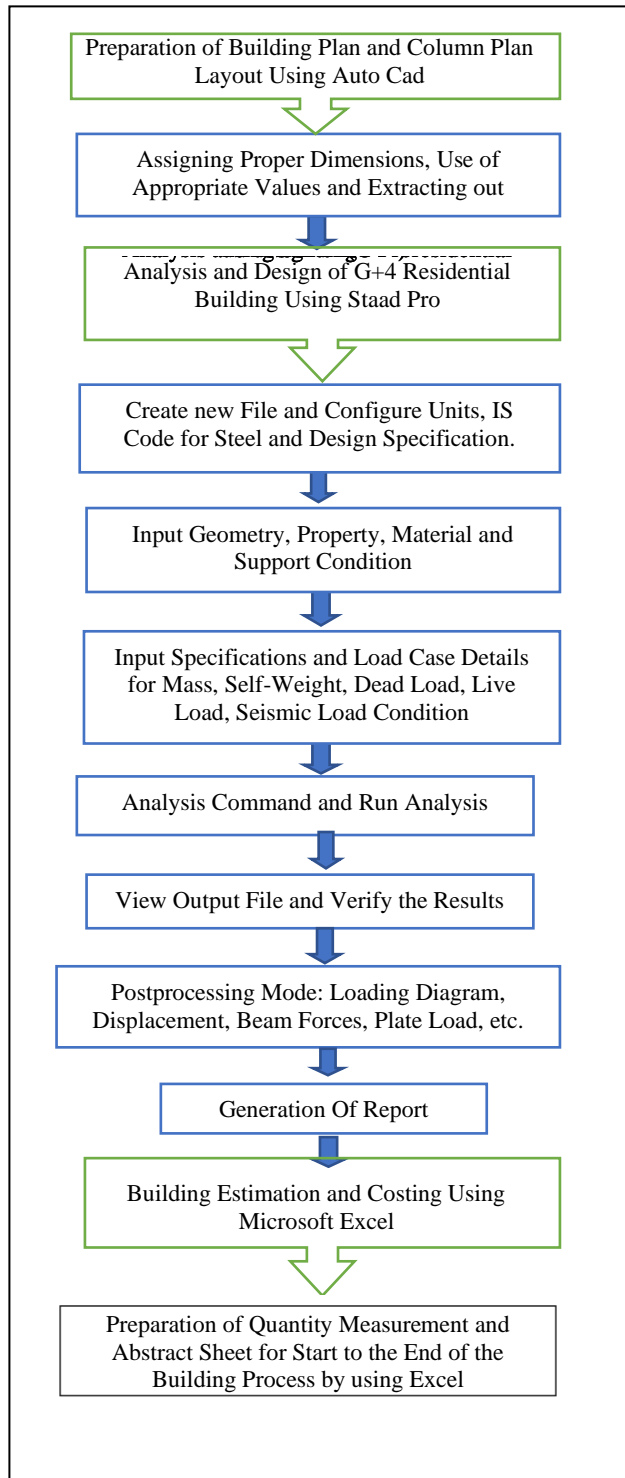 Preparation of Building Plan and Column Plan
Layout Using Auto Cad
Assigning Proper Dimensions, Use of
Appropriate Values and Extracting out
Analysis and Design of G+4 Residential
Building Using Staad Pro
Create new File and Configure Units, IS
Code for Steel and Design Specification.
Input Geometry, Property, Material and
Support Condition
Input Specifications and Load Case Details
for Mass, Self-Weight, Dead Load, Live
Load, Seismic Load Condition
Analysis Command and Run Analysis
View Output File and Verify the Results
Postprocessing Mode: Loading Diagram,
Displacement, Beam Forces, Plate Load, etc.
Generation Of Report
Building Estimation and Costing Using
Microsoft Excel
Preparation of Quantity Measurement and
Abstract Sheet for Start to the End of the
Building Process by using Excel